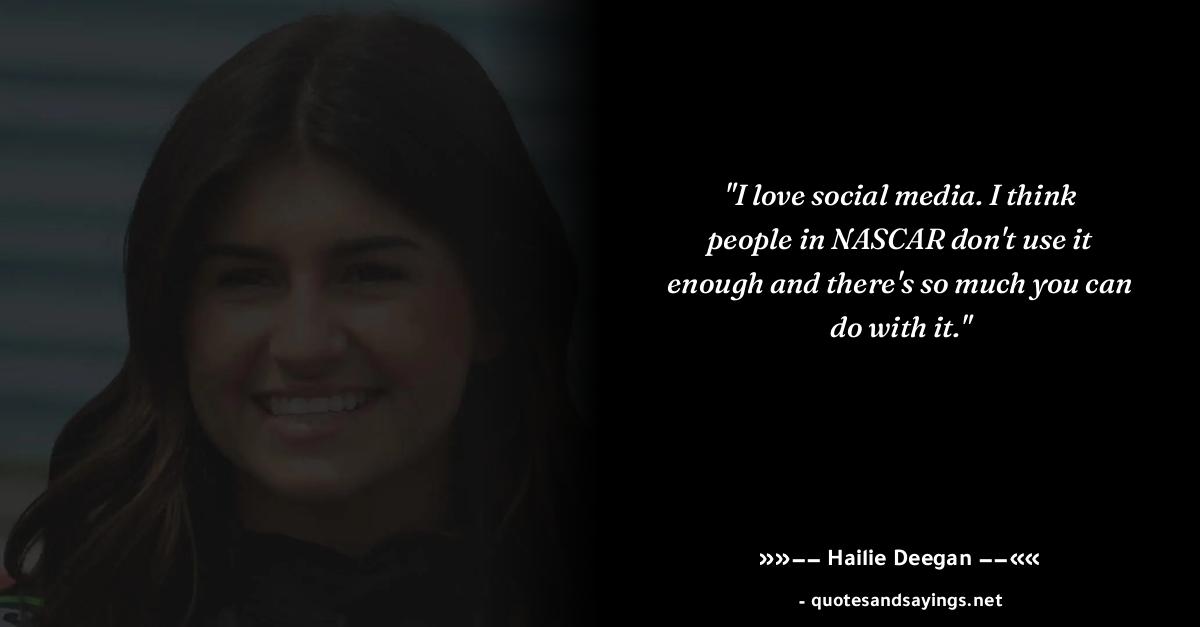 "I love social media. I think
people in NASCAR don't use it
enough and there's so much you can
do with it."
»»–– Hailie Deegan ––««
- quotesandsayings.net